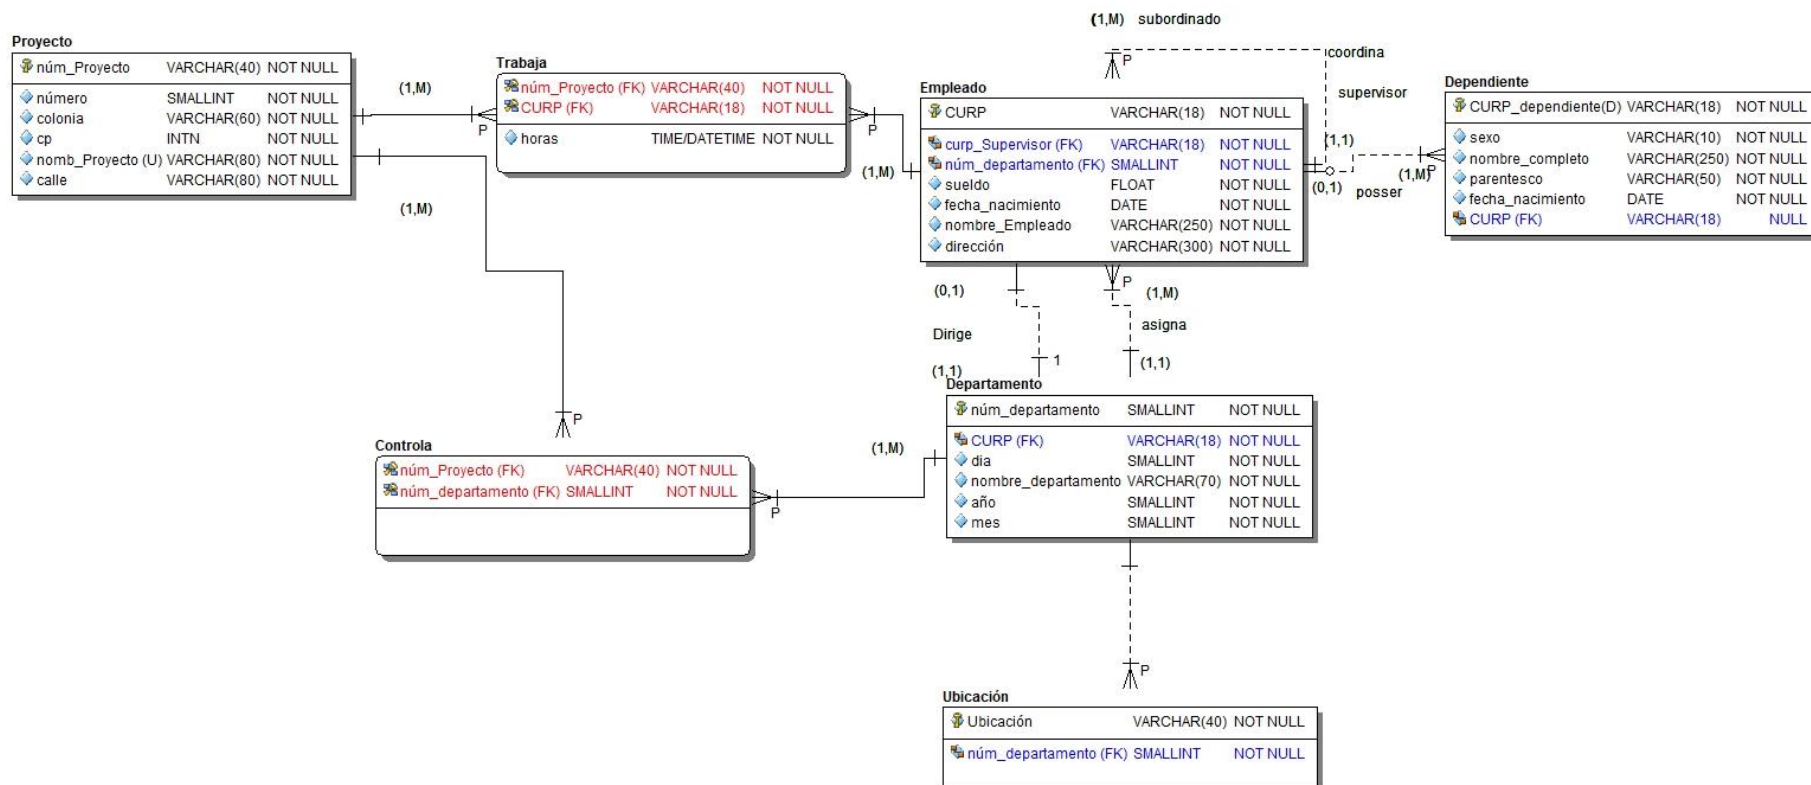 Proyecto
núm_Proyecto VARCHAR(40) NOT NULL
número SMALLINT NOT NULL
colonia VARCHAR(60) NOT NULL
cp INTN NOT NULL
nomb_Proyecto (U) VARCHAR(80) NOT NULL
calle VARCHAR(80) NOT NULL
(1,M)
P
(1,M)
P
Trabaja
núm_Proyecto (FK) VARCHAR(40) NOT NULL
CURP (FK) VARCHAR(18) NOT NULL
horas TIME/DATETIME NOT NULL
P
(1,M)
(1,M) subordinado
P
coordina
supervisor
(1,1)
(0,1)
posser
(1,M)
P
Empleado
CURP VARCHAR(18) NOT NULL
curp_Supervisor (FK) VARCHAR(18) NOT NULL
núm_departamento (FK) SMALLINT NOT NULL
sueldo FLOAT NOT NULL
fecha_nacimiento DATE NOT NULL
nombre_Empleado VARCHAR(250) NOT NULL
dirección VARCHAR(300) NOT NULL
Dependiente
CURP_dependiente(D) VARCHAR(18) NOT NULL
sexo VARCHAR(10) NOT NULL
nombre_completo VARCHAR(250) NOT NULL
parentesco VARCHAR(50) NOT NULL
fecha_nacimiento DATE NOT NULL
CURP (FK) VARCHAR(18) NULL
(0,1)
Dirige
(1,1)
1
P
(1,M)
asigna
(1,1)
Controla
núm_Proyecto (FK) VARCHAR(40) NOT NULL
núm_departamento (FK) SMALLINT NOT NULL
P
(1,M)
Departamento
núm_departamento SMALLINT NOT NULL
CURP (FK) VARCHAR(18) NOT NULL
dia SMALLINT NOT NULL
nombre_departamento VARCHAR(70) NOT NULL
año SMALLINT NOT NULL
mes SMALLINT NOT NULL
P
Ubicación
Ubicación VARCHAR(40) NOT NULL
núm_departamento (FK) SMALLINT NOT NULL